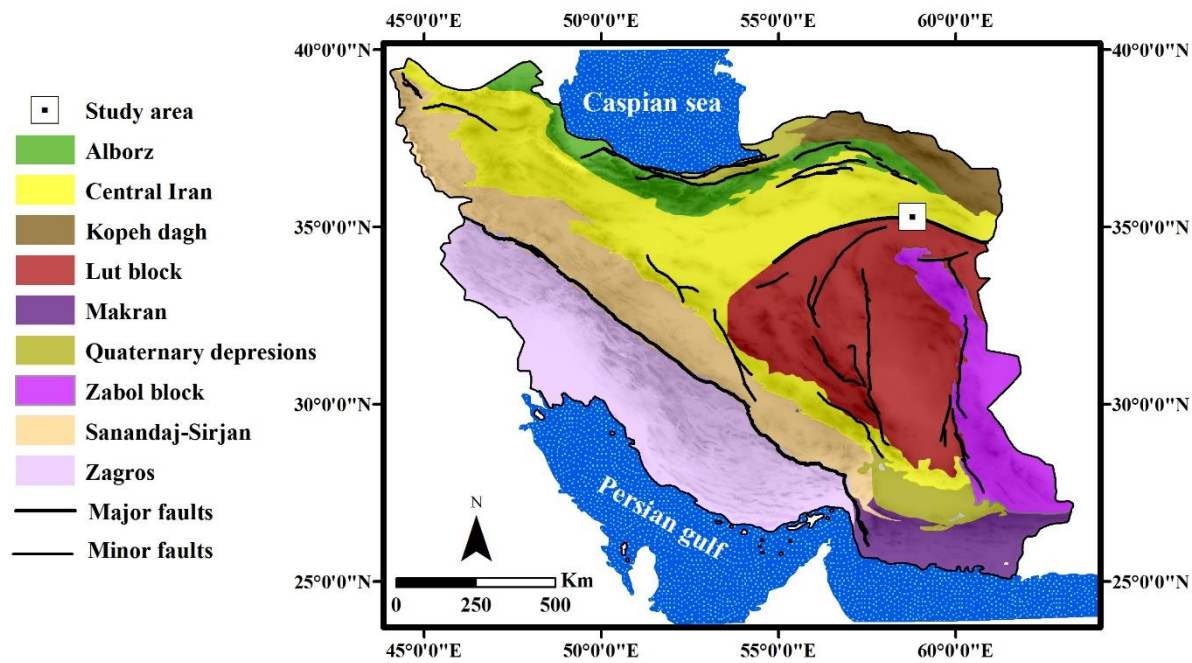 45°0'0"E
50°0'0"E
55°0'0"E
60°0'0"E
40°0'0"N
40°0'0"N
Caspian sea
Study area
Alborz
Central Iran
Kopeh dagh
35°0'0"N
35°0'0"N
Lut block
Makran
Quaternary depresions
Zabol block
30°0'0"N
30°0'0"N
Sanandaj-Sirjan
Zagros
Major faults
Minor faults
Persian gulf
N
Km
0
250
500
25°0'0"N
25°0'0"N
45°0'0"E
50°0'0"E
55°0'0"E
60°0'0"E